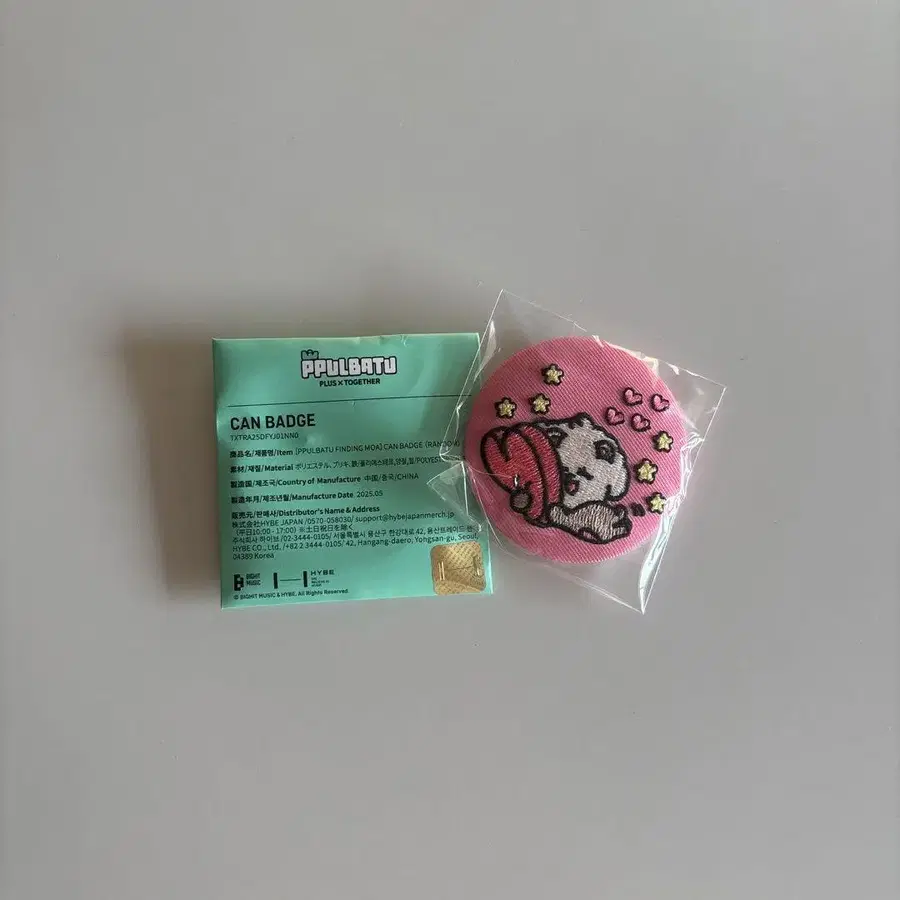 PPULBATU
PLUS X TOGETHER
CAN BADGE
TXTRA25DFYJ01NN0
商品名/제품명/Item [PPULBATU FINDING MOA] CAN BADGE (RANDOM)
素材/재질/Material ポリエステル, ブリキ, 鉄/폴리에스테르, 양철, 철/POLYEST
製造国/제조국/Country of Manufacture 中国/중국/CHINA
製造年月/제조년월/Manufacture Date 2025.05
販売元/판매사/Distributor's Name & Address
株式会社HYBE JAPAN /0570-058030/ support@hybejapanmerch.jp
(平日10:00 - 17:00) ※土日祝日を除く
주식회사 하이브/02-3444-0105/ 서울특별시 용산구 한강대로 42, 용산트레이드센
HYBE CO., Ltd, /+82 2-3444-0105/ 42, Hangang-daero, Yongsan-gu, Seoul,
04389 Korea
BIGHIT MUSIC
HYBE
© BIGHIT MUSIC & HYBE. All Rights Reserved.